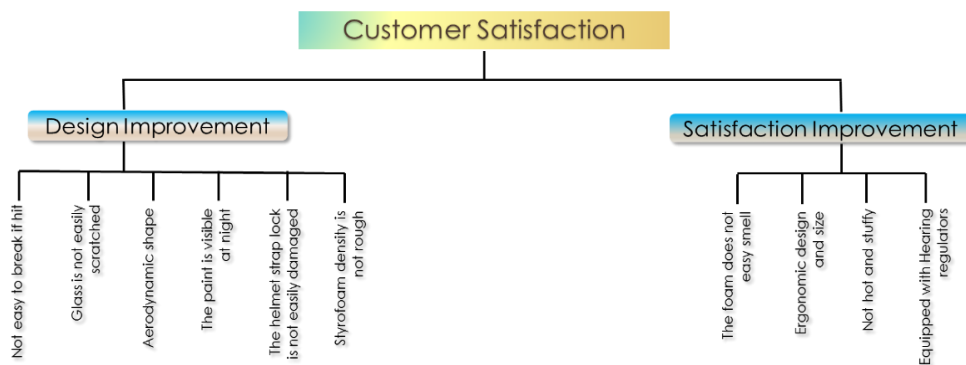 Customer Satisfaction
Design Improvement
Satisfaction Improvement
Not easy to break if hit
Glass is not easily
scratched
Aerodynamic shape
The paint is visible
at night
The helmet strap lock
is not easily damaged
Styrofoam density is
not rough
The foam does not
easy smell
Ergonomic design
and size
Not hot and stuffy
Equipped with Hearing
regulators